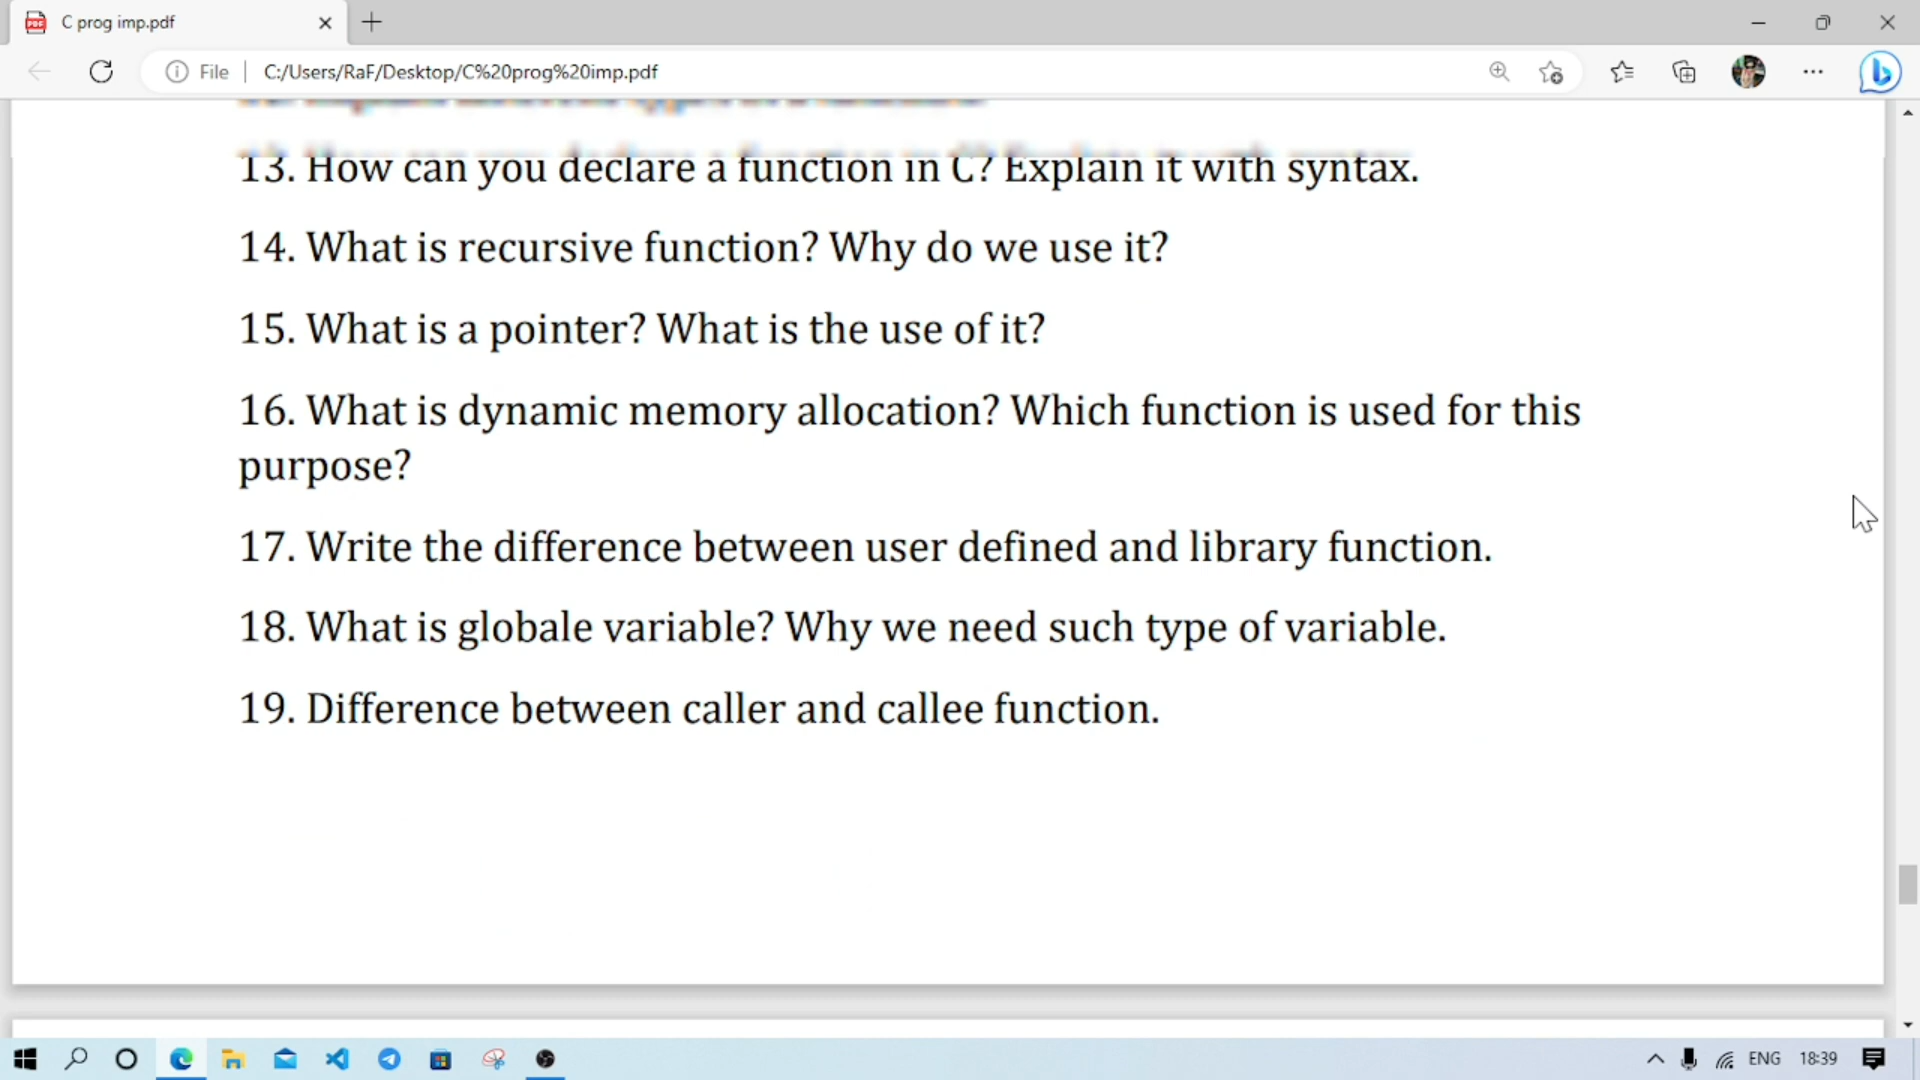 C prog imp.pdf
File C:/Users/RaF/Desktop/C%20prog%20imp.pdf
13. How can you declare a function in C? Explain it with syntax.
14. What is recursive function? Why do we use it?
15. What is a pointer? What is the use of it?
16. What is dynamic memory allocation? Which function is used for this
purpose?
17. Write the difference between user defined and library function.
18. What is globale variable? Why we need such type of variable.
19. Difference between caller and callee function.
ENG 18:39